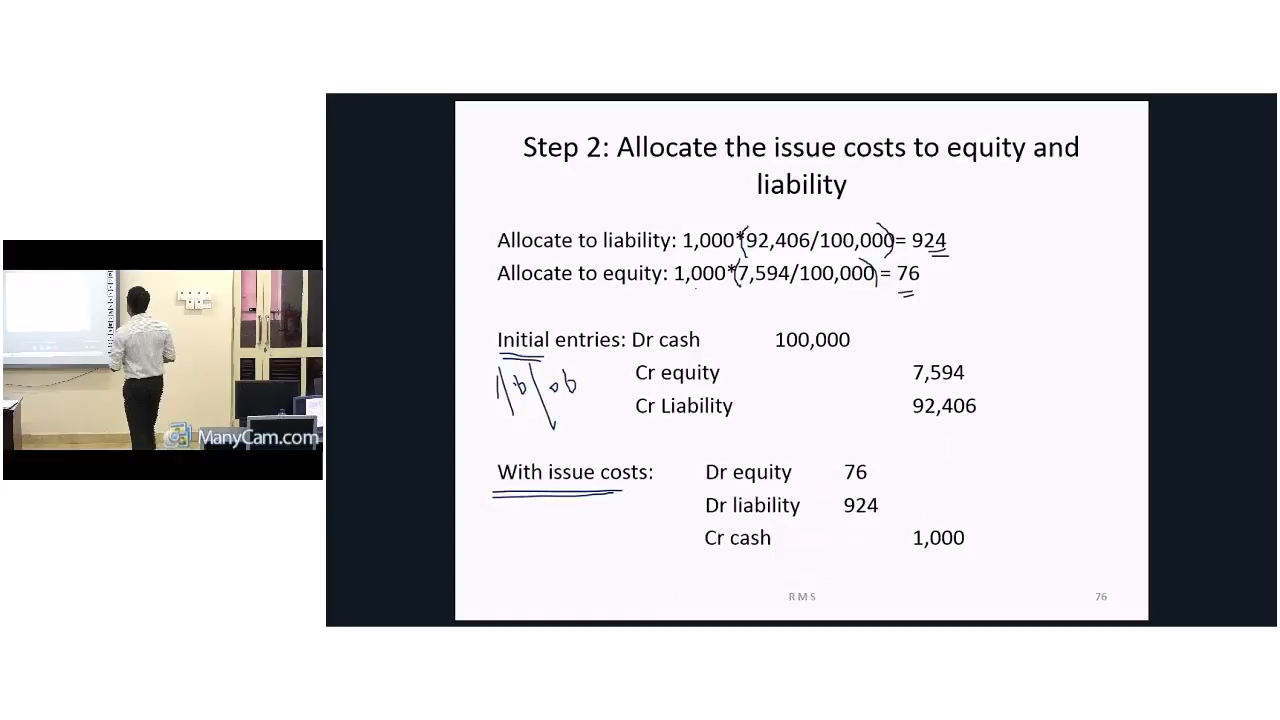 Step 2: Allocate the issue costs to equity and
liability
Allocate to liability: 1,000*(92,406/100,000)= 924
Allocate to equity: 1,000*(7,594/100,000) = 76
Initial entries: Dr cash 100,000
Cr equity 7,594
Cr Liability 92,406
With issue costs: Dr equity 76
Dr liability 924
Cr cash 1,000
R M S 76
ManyCam.com